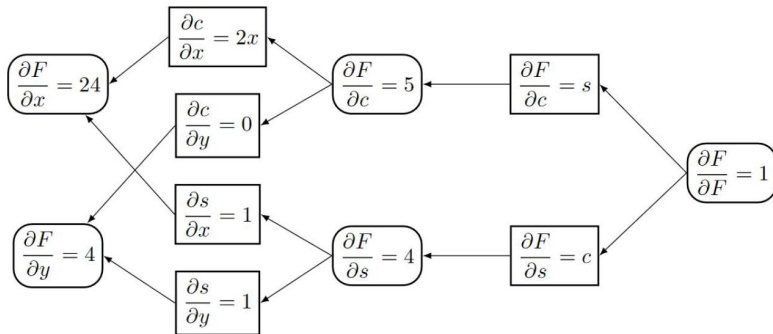 ∂c/∂x = 2x
∂F/∂x = 24
∂F/∂c = 5
∂F/∂c = s
∂c/∂y = 0
∂F/∂F = 1
∂s/∂x = 1
∂F/∂y = 4
∂F/∂s = 4
∂F/∂s = c
∂s/∂y = 1